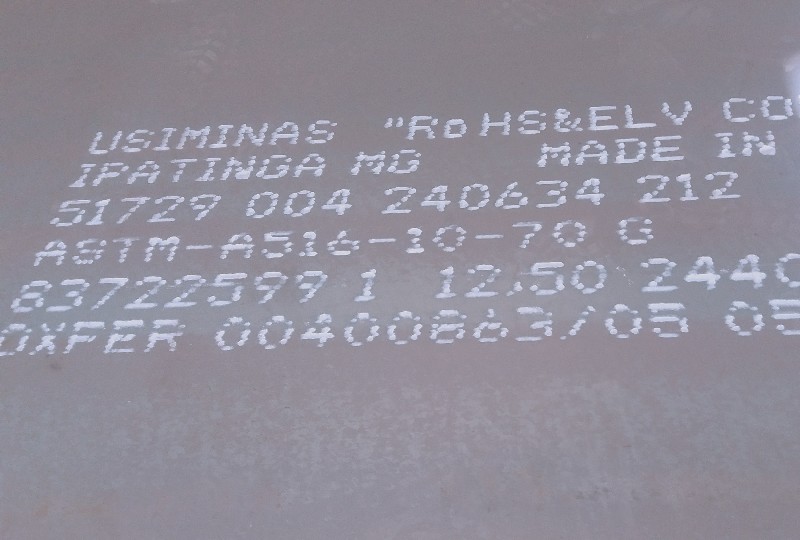 USIMINAS "RoHS&ELV CO
IPATINGA MG MADE IN
51729 004 240634 212
ASTM-A516-10-70 G
83722599 1 12.50 2440
OXFER 00400863/05 05